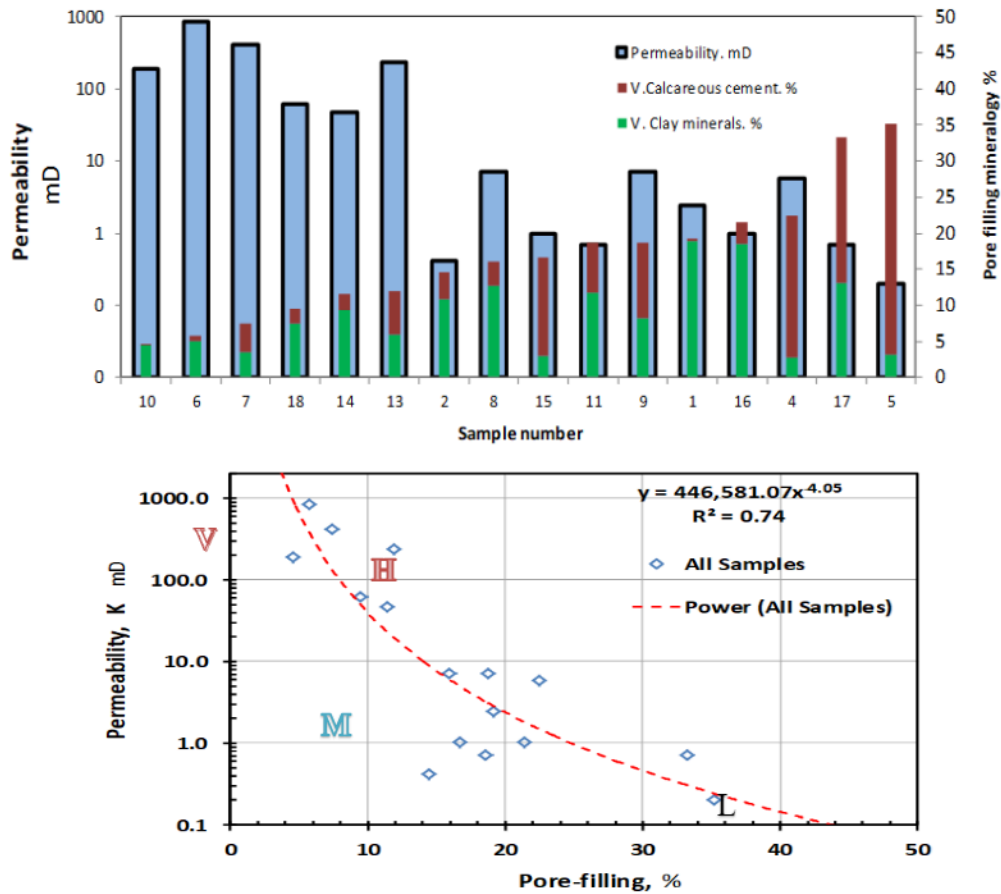 1000
100
10
1
0
0
Permeability
mD
50
45
40
35
30
25
20
15
10
5
0
Pore filling mineralogy %
Permeability. mD
V.Calcareous cement. %
V. Clay minerals. %
10 6 7 18 14 13 2 8 15 11 9 1 16 4 17 5
Sample number
1000.0
100.0
10.0
1.0
0.1
Permeability, K mD
V
H
M
L
y = 446,581.07x^-4.05
R² = 0.74
All Samples
Power (All Samples)
0 10 20 30 40 50
Pore-filling, %